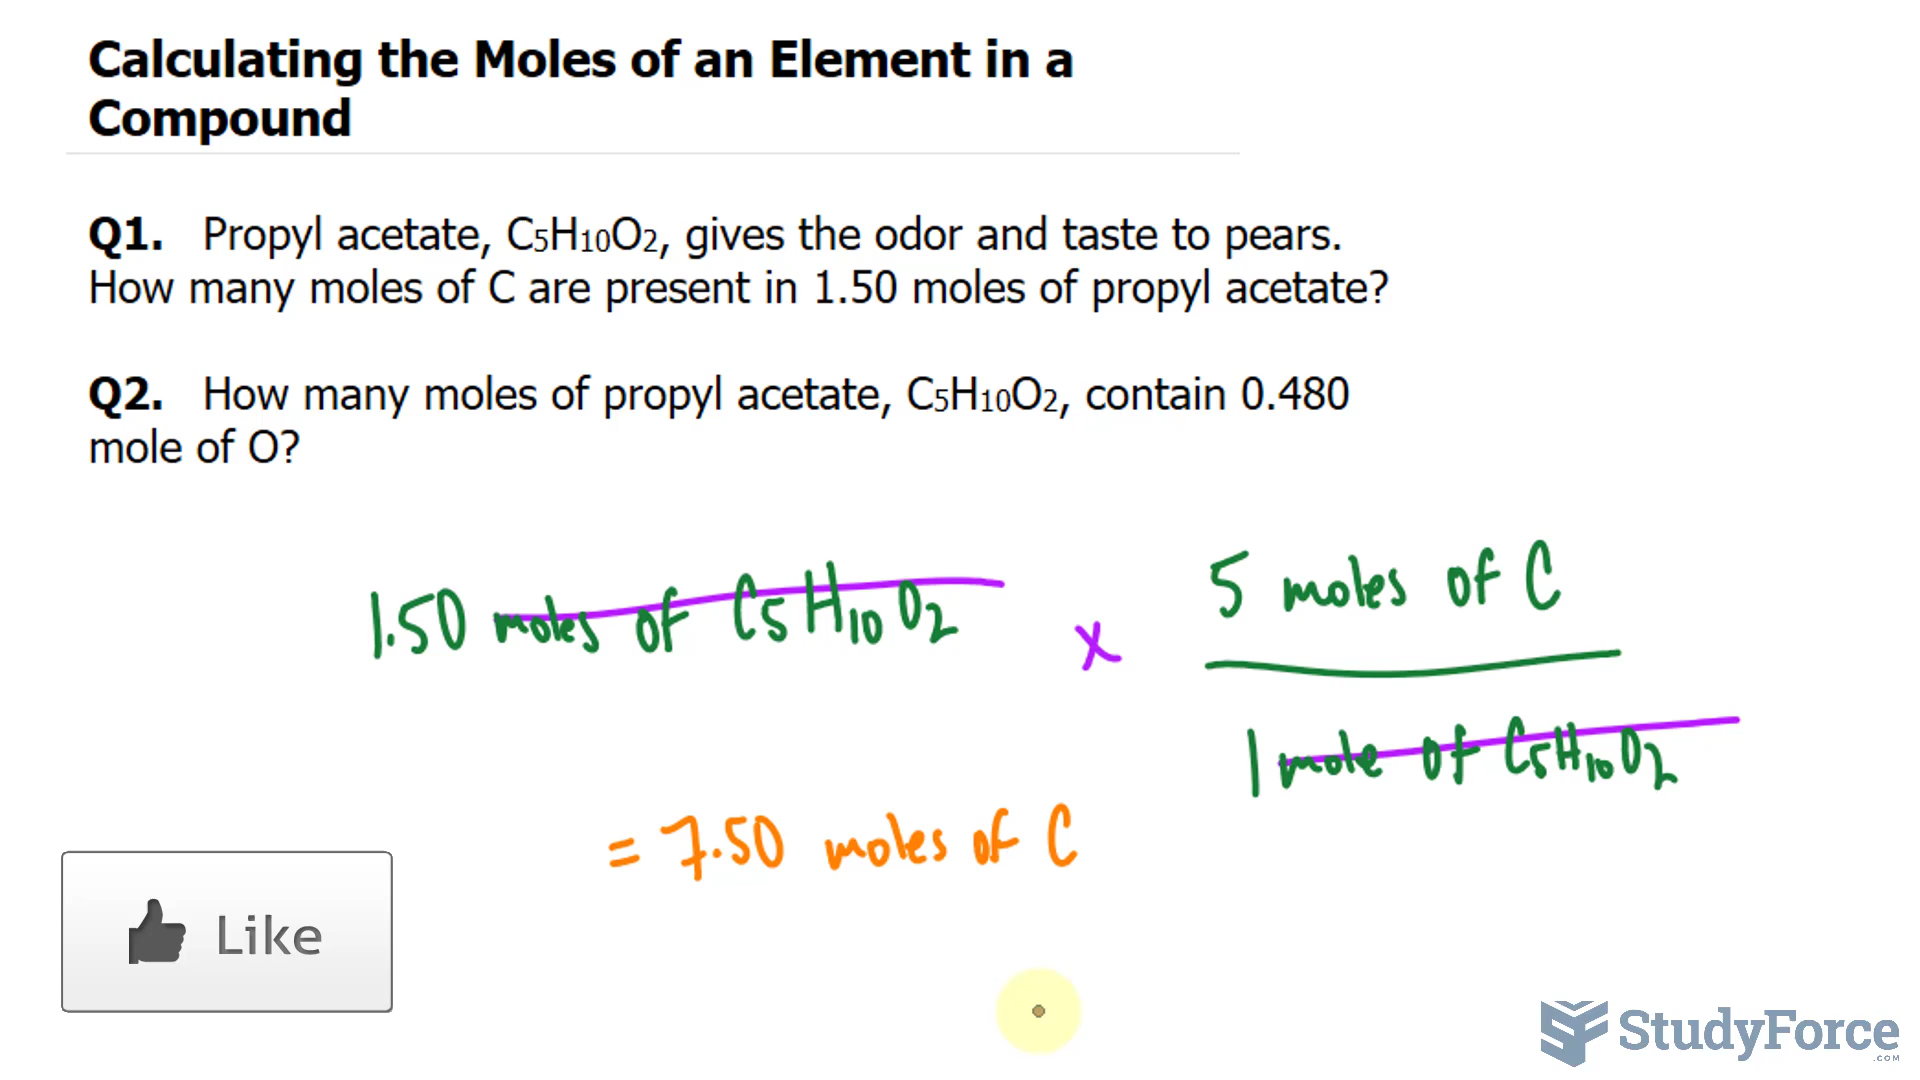 Calculating the Moles of an Element in a
Compound
Q1. Propyl acetate, C5H10O2, gives the odor and taste to pears.
How many moles of C are present in 1.50 moles of propyl acetate?
Q2. How many moles of propyl acetate, C5H10O2, contain 0.480
mole of O?
1.50 moles of C5H10O2 x 5 moles of C
1 mole of C5H10O2
= 7.50 moles of C
Like
StudyForce
.COM